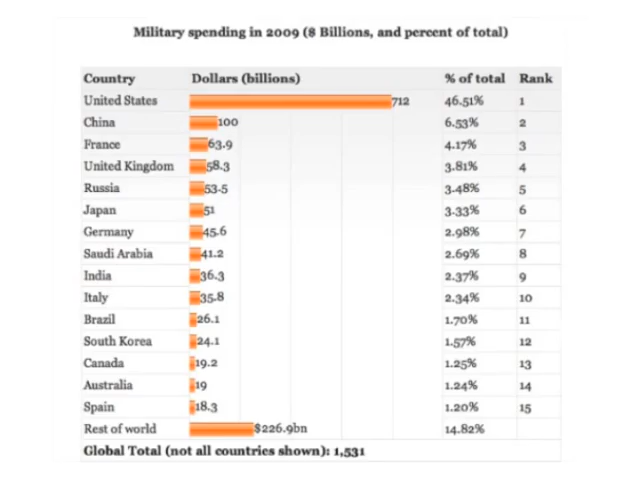 Military spending in 2009 ($ Billions, and percent of total)
Country Dollars (billions) % of total Rank
United States 712 46.51% 1
China 100 6.53% 2
France 63.9 4.17% 3
United Kingdom 58.3 3.81% 4
Russia 53.5 3.48% 5
Japan 51 3.33% 6
Germany 45.6 2.98% 7
Saudi Arabia 41.2 2.69% 8
India 36.3 2.37% 9
Italy 35.8 2.34% 10
Brazil 26.1 1.70% 11
South Korea 24.1 1.57% 12
Canada 19.2 1.25% 13
Australia 19 1.24% 14
Spain 18.3 1.20% 15
Rest of world $226.9bn 14.82%
Global Total (not all countries shown): 1,531